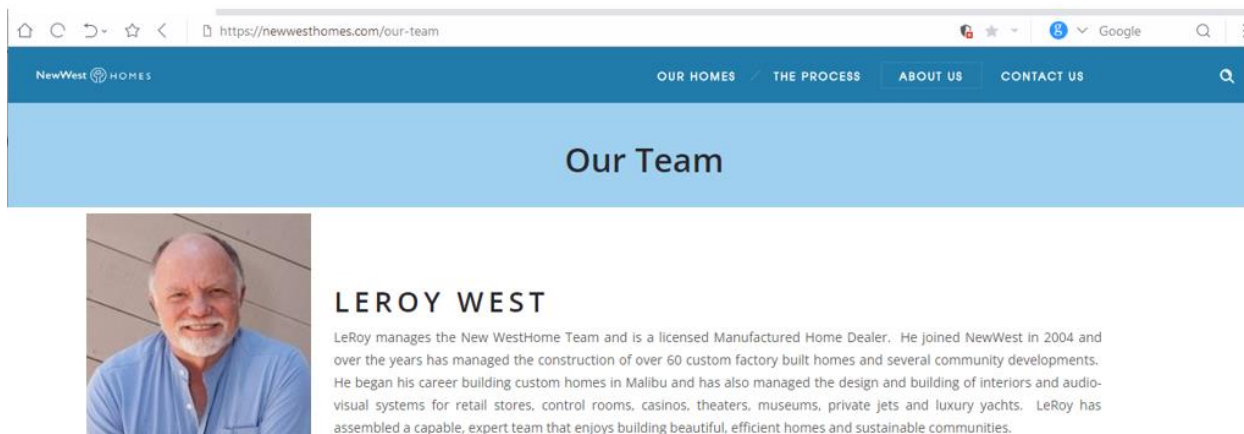 https://newwesthomes.com/our-team
g Google
NewWest HOMES
OUR HOMES / THE PROCESS ABOUT US CONTACT US
Our Team
LEROY WEST
LeRoy manages the New WestHome Team and is a licensed Manufactured Home Dealer. He joined NewWest in 2004 and
over the years has managed the construction of over 60 custom factory built homes and several community developments.
He began his career building custom homes in Malibu and has also managed the design and building of interiors and audio-
visual systems for retail stores, control rooms, casinos, theaters, museums, private jets and luxury yachts. LeRoy has
assembled a capable, expert team that enjoys building beautiful, efficient homes and sustainable communities.